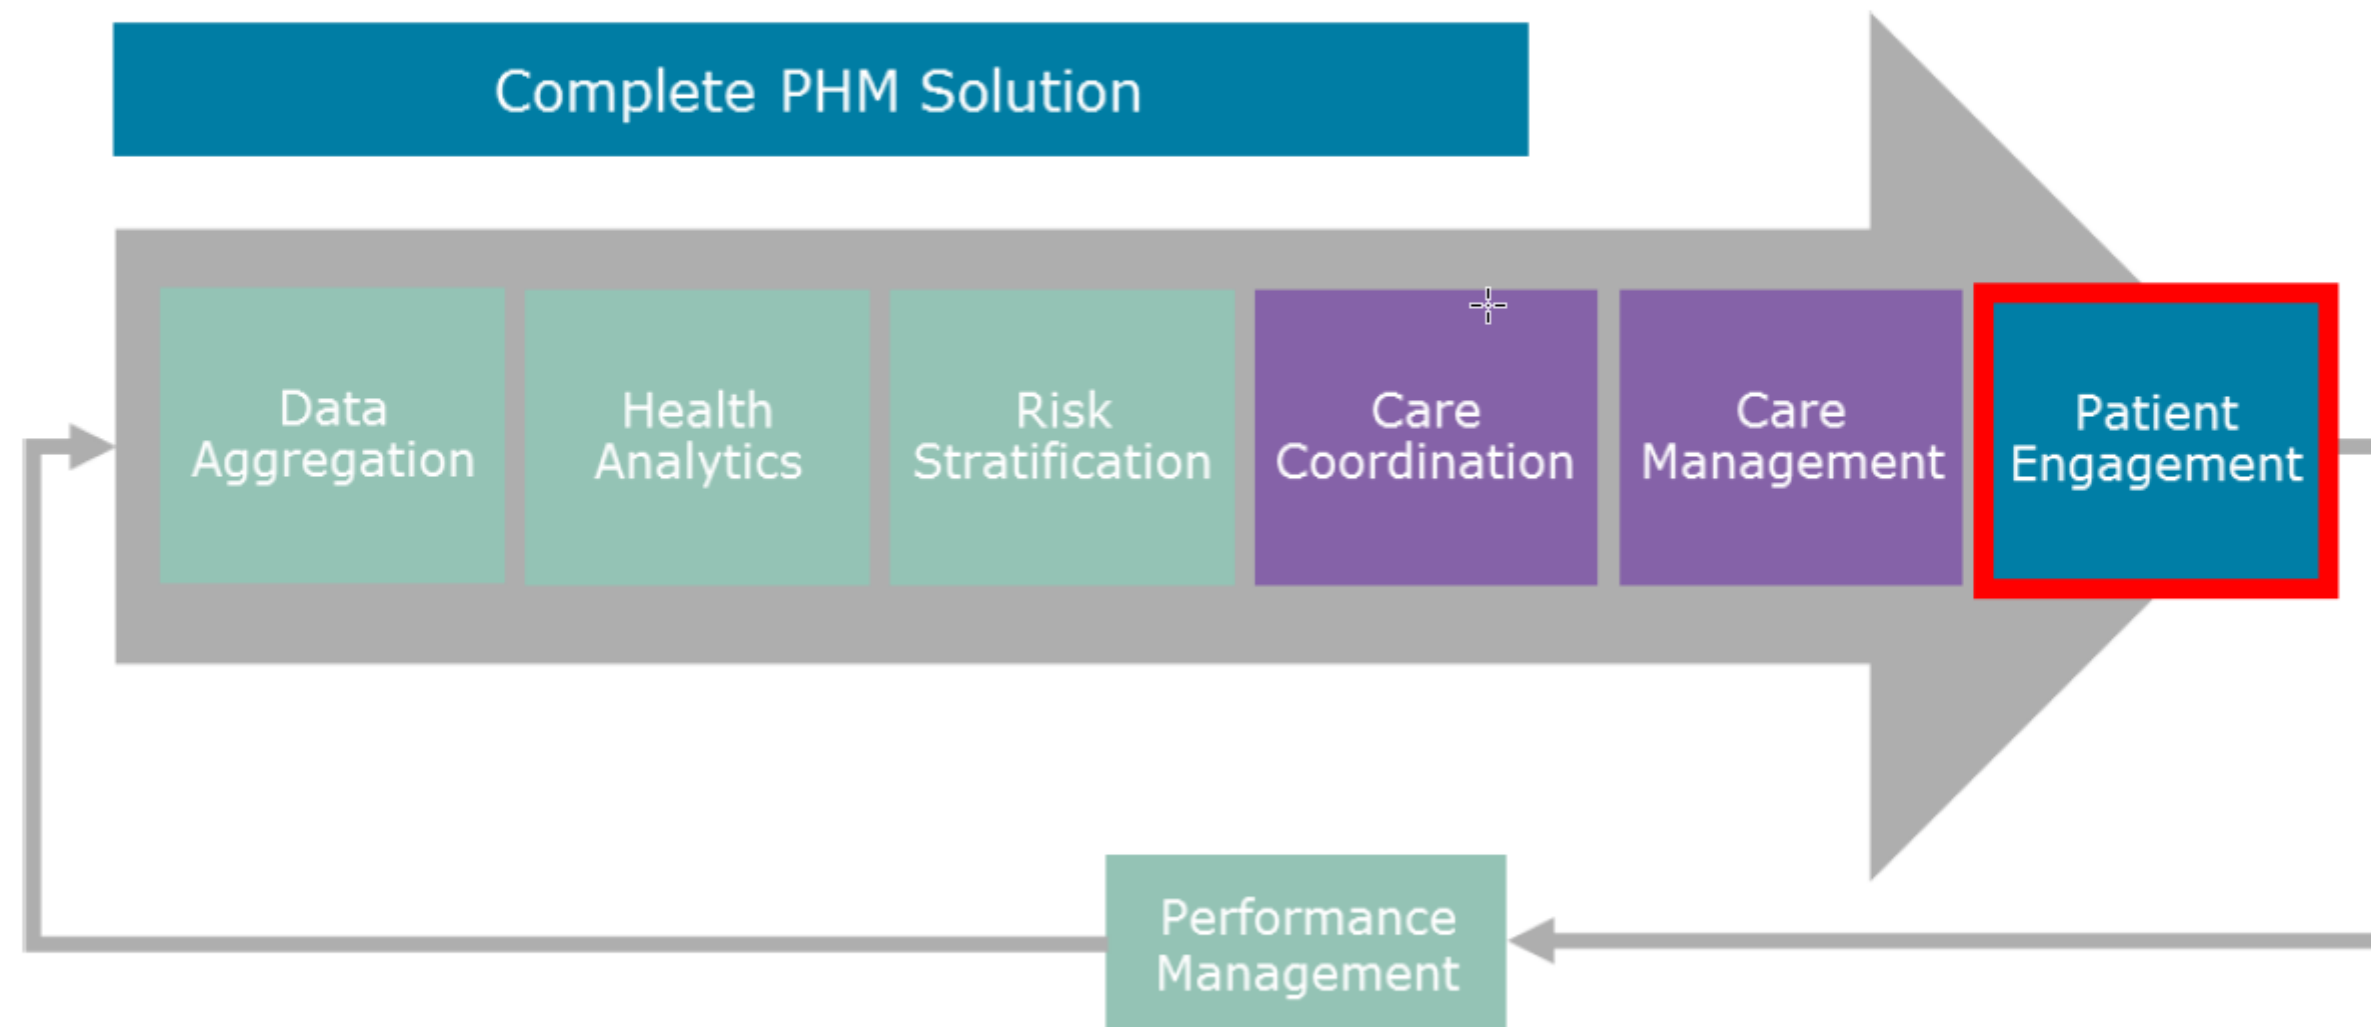 Complete PHM Solution
Data
Aggregation
Health
Analytics
Risk
Stratification
Care
Coordination
Care
Management
Patient
Engagement
Performance
Management